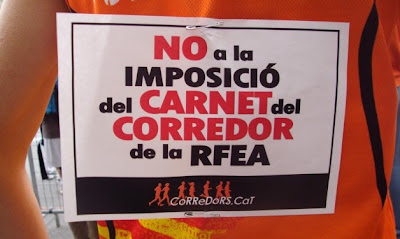 NO a la
IMPOSICIÓ
del CARNET del
CORREDOR
de la RFEA
CoRReDoRS.CaT